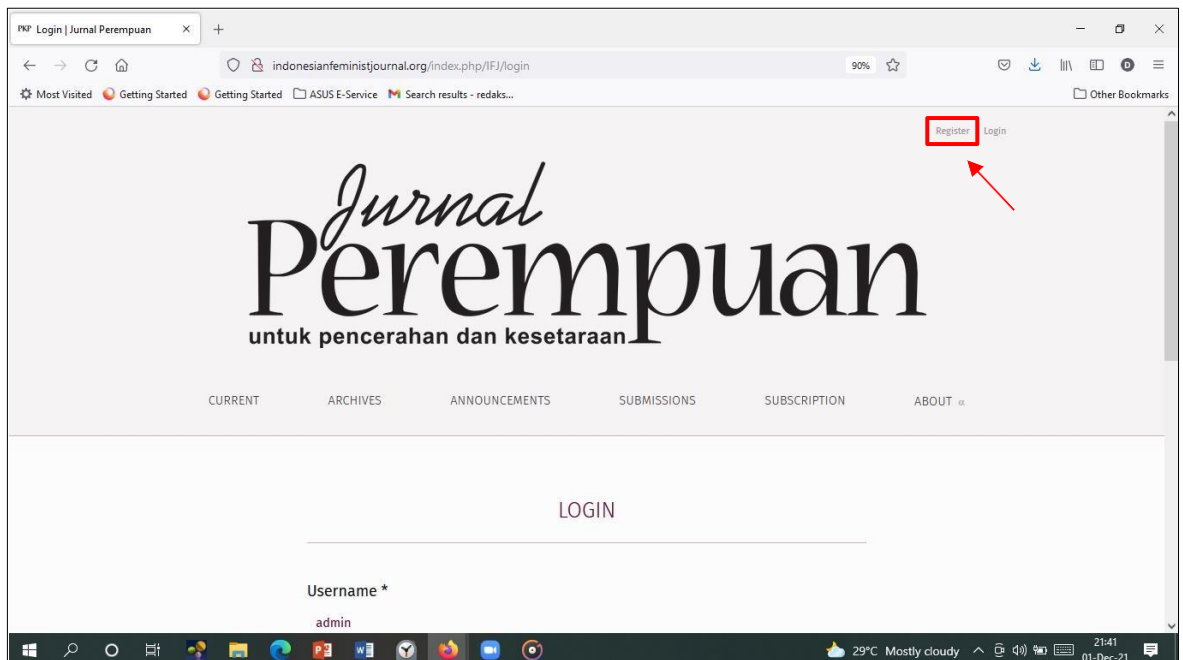 PKP Login | Jurnal Perempuan
indonesianfeministjournal.org/index.php/IFJ/login 90%
Most Visited Getting Started Getting Started ASUS E-Service Search results - redaks... Other Bookmarks
Register Login
Jurnal
Perempuan
untuk pencerahan dan kesetaraan
CURRENT ARCHIVES ANNOUNCEMENTS SUBMISSIONS SUBSCRIPTION ABOUT α
LOGIN
Username *
admin
29°C Mostly cloudy 21:41
01-Dec-21